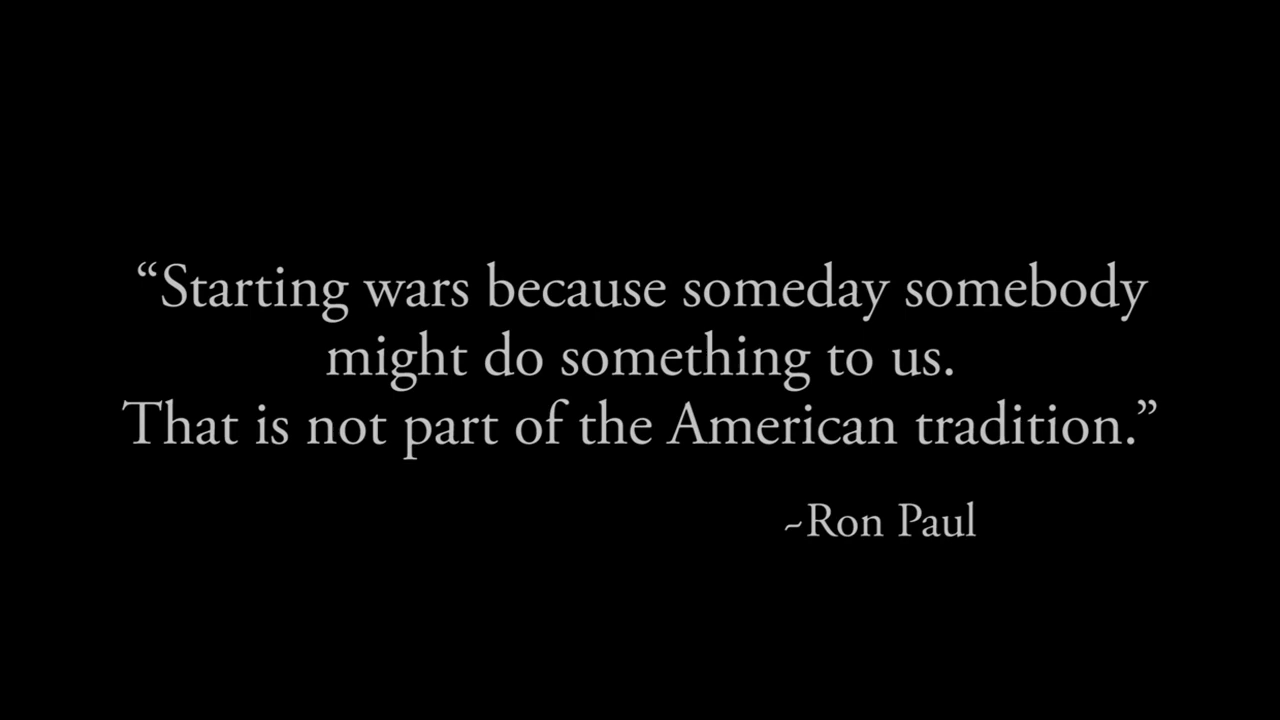 “Starting wars because someday somebody
might do something to us.
That is not part of the American tradition.”
~Ron Paul